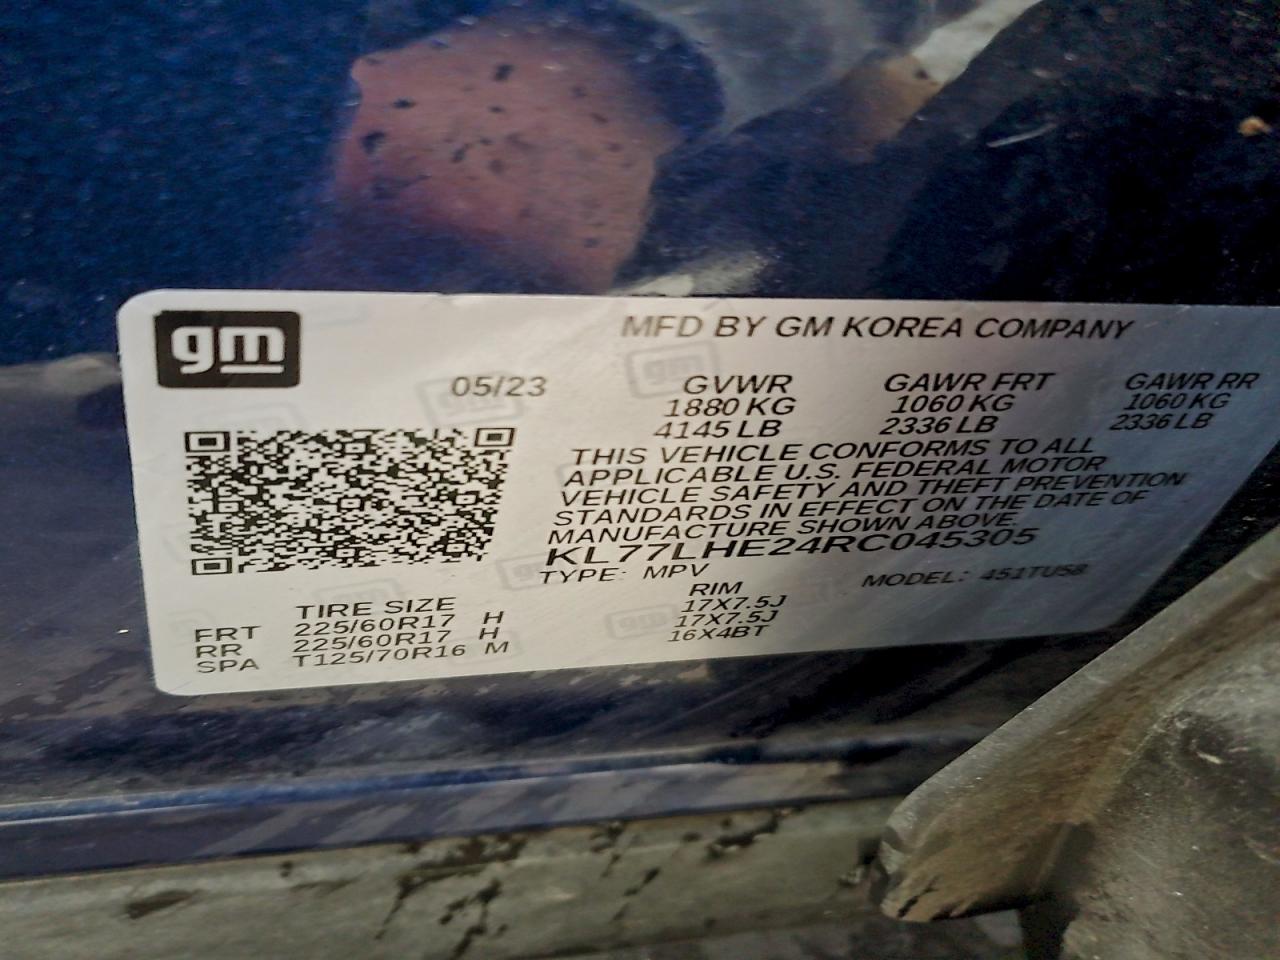 gm
MFD BY GM KOREA COMPANY
05/23
GVWR GAWR FRT GAWR RR
1880 KG 1060 KG 1060 KG
4145 LB 2336 LB 2336 LB
THIS VEHICLE CONFORMS TO ALL
APPLICABLE U.S. FEDERAL MOTOR
VEHICLE SAFETY AND THEFT PREVENTION
STANDARDS IN EFFECT ON THE DATE OF
MANUFACTURE SHOWN ABOVE.
KL77LHE24RC045305
TYPE: MPV MODEL: 451TU58
TIRE SIZE RIM
FRT 225/60R17 H 17X7.5J
RR 225/60R17 H 17X7.5J
SPA T125/70R16 M 16X4BT